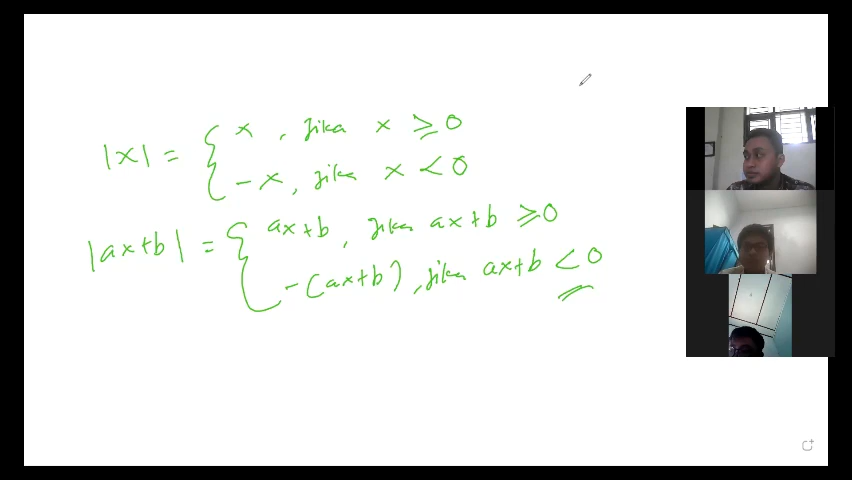 |x| = { x , jika x ≥ 0
-x, jika x < 0
|ax+b| = { ax+b , jika ax+b ≥ 0
-(ax+b) , jika ax+b < 0